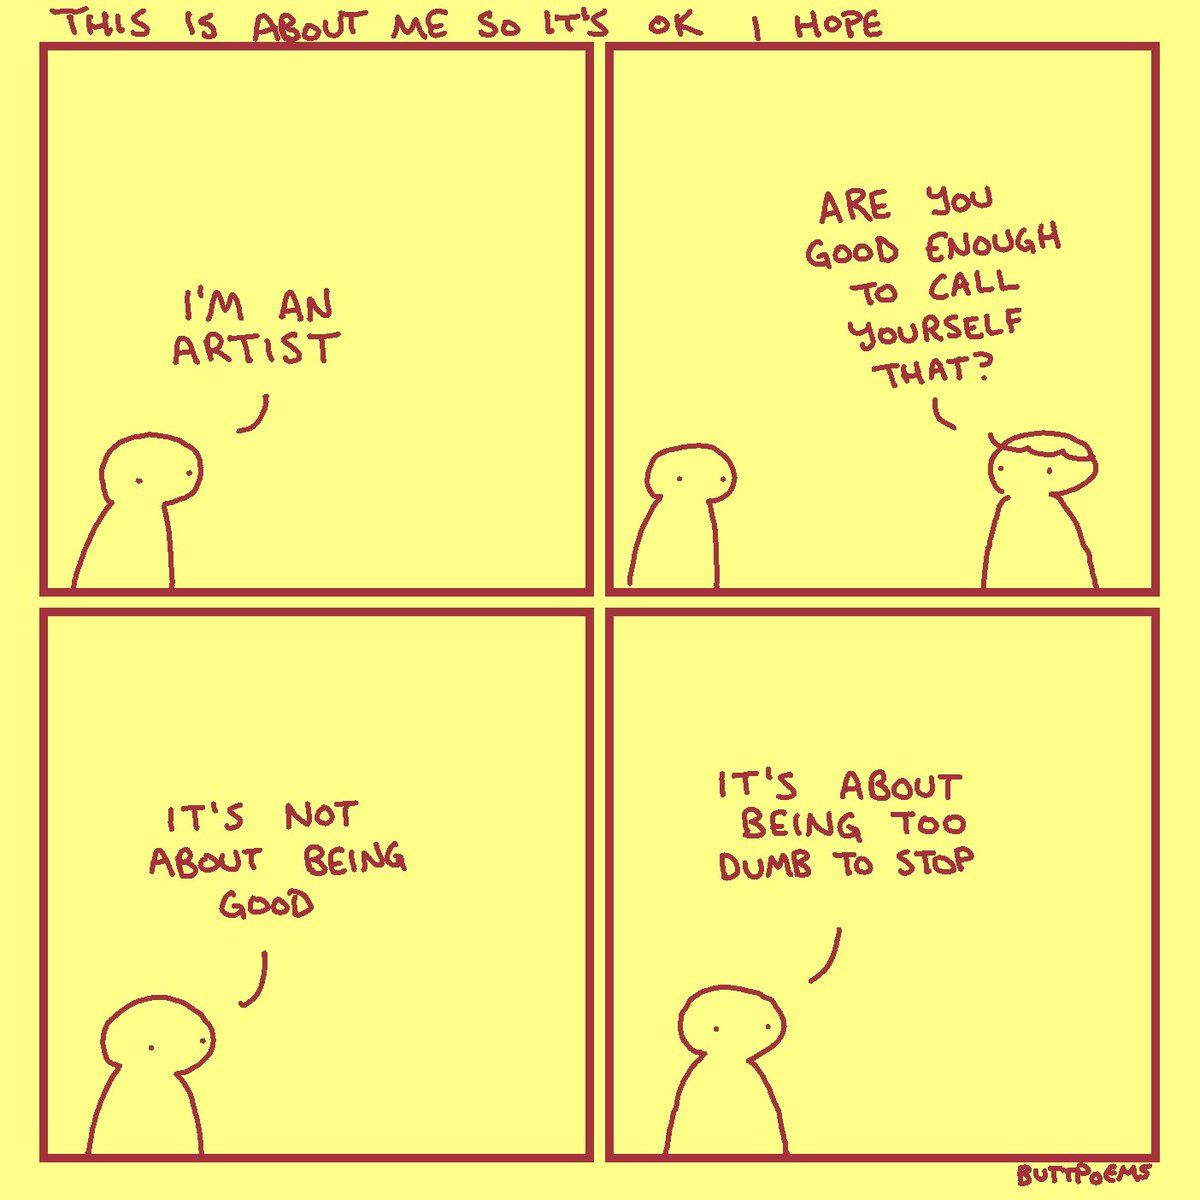 THIS IS ABOUT ME SO IT'S OK I HOPE
I'M AN
ARTIST
ARE YOU
GOOD ENOUGH
TO CALL
YOURSELF
THAT?
IT'S NOT
ABOUT BEING
GOOD
IT'S ABOUT
BEING TOO
DUMB TO STOP
BUTTPOEMS